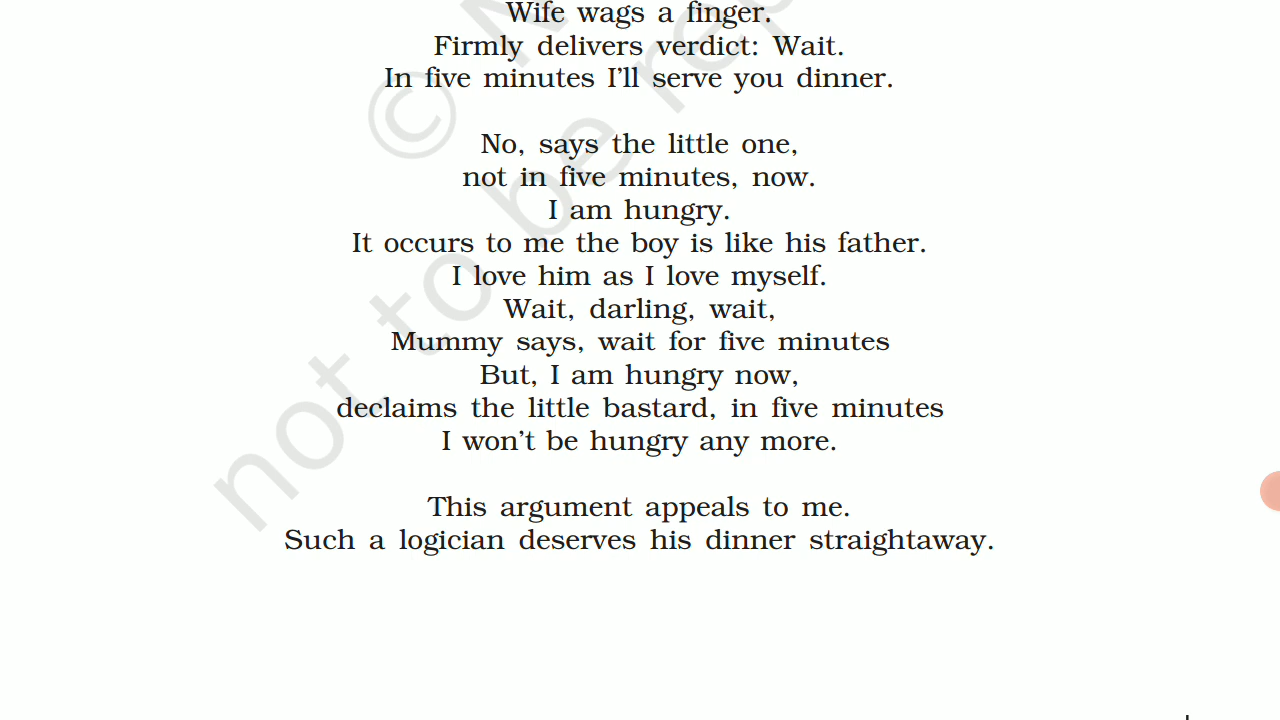 Wife wags a finger.
Firmly delivers verdict: Wait.
In five minutes I'll serve you dinner.
No, says the little one,
not in five minutes, now.
I am hungry.
It occurs to me the boy is like his father.
I love him as I love myself.
Wait, darling, wait,
Mummy says, wait for five minutes
But, I am hungry now,
declaims the little bastard, in five minutes
I won't be hungry any more.
This argument appeals to me.
Such a logician deserves his dinner straightaway.
© 
not to be rep